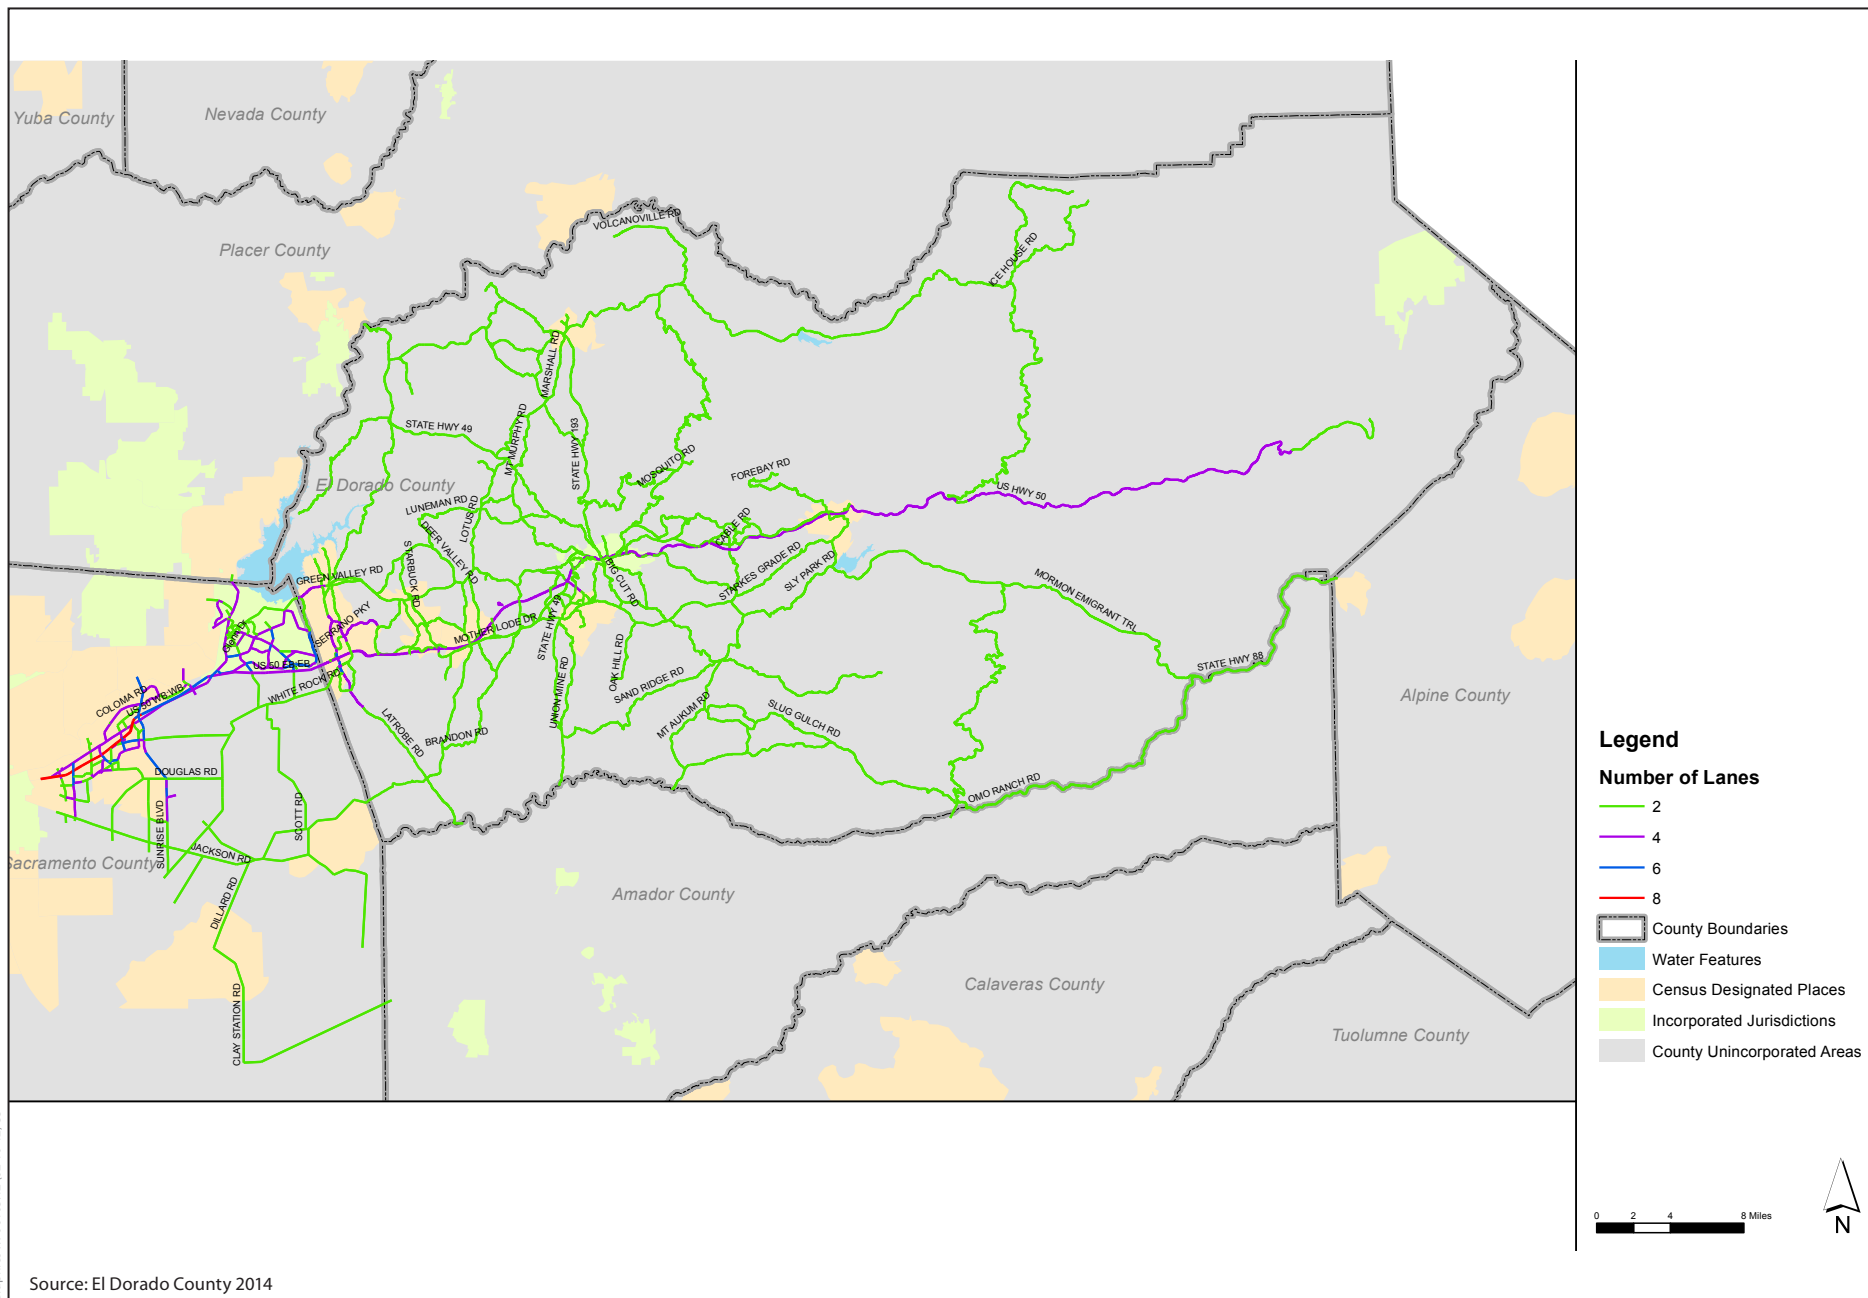 Yuba County
Nevada County
Placer County
El Dorado County
Sacramento County
Amador County
Calaveras County
Tuolumne County
Alpine County
VOLCANOVILLE RD
ICE HOUSE RD
MARSHALL RD
STATE HWY 49
MT MURPHY RD
STATE HWY 193
MOSQUITO RD
FOREBAY RD
US HWY 50
LUNEMAN RD
LOTUS RD
DEER VALLEY RD
CABLE RD
STARBUCK RD
GREEN VALLEY RD
BIG CUT RD
STARKES GRADE RD
SLY PARK RD
MORMON EMIGRANT TRL
SERRANO PKY
MOTHER LODE DR
STATE HWY 49
OAK HILL RD
UNION MINE RD
SAND RIDGE RD
STATE HWY 88
US 50 EB EB
WHITE ROCK RD
COLOMA RD
US 50 WB WB
LATROBE RD
BRANDON RD
MT AUKUM RD
SLUG GULCH RD
OMO RANCH RD
DOUGLAS RD
SUNRISE BLVD
SCOTT RD
JACKSON RD
DILLARD RD
CLAY STATION RD
Legend
Number of Lanes
2
4
6
8
County Boundaries
Water Features
Census Designated Places
Incorporated Jurisdictions
County Unincorporated Areas
0 2 4 8 Miles
N
Source: El Dorado County 2014